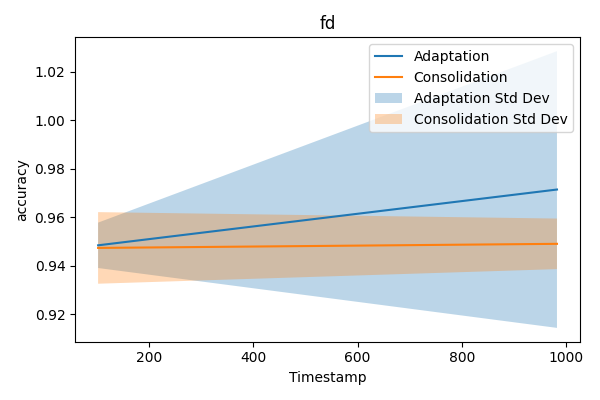 fd
Adaptation
Consolidation
Adaptation Std Dev
Consolidation Std Dev
1.02
1.00
0.98
0.96
0.94
0.92
accuracy
200
400
600
800
1000
Timestamp